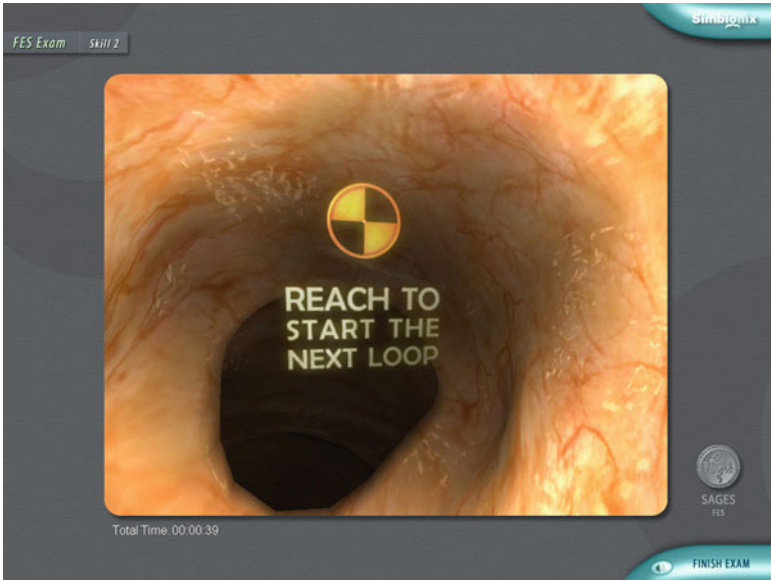 Simbionix
FES Exam Skill 2
REACH TO
START THE
NEXT LOOP
SAGES
FES
Total Time: 00:00:39
FINISH EXAM